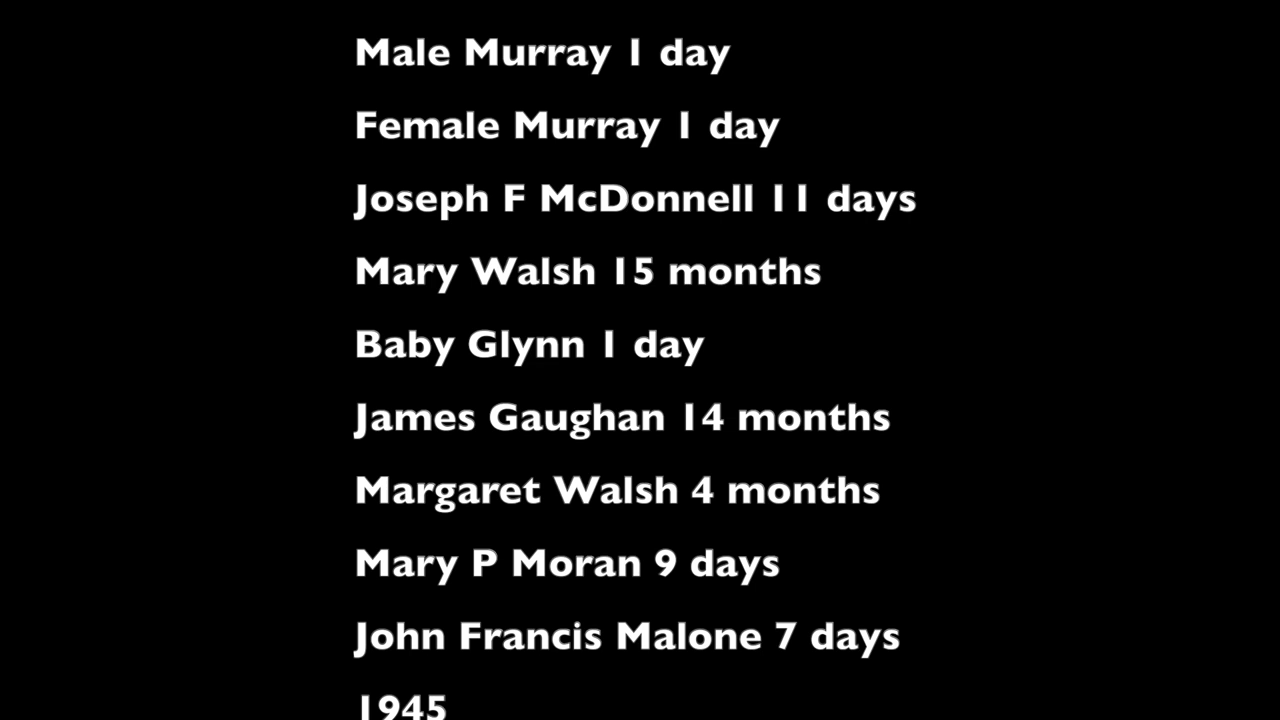 Male Murray 1 day
Female Murray 1 day
Joseph F McDonnell 11 days
Mary Walsh 15 months
Baby Glynn 1 day
James Gaughan 14 months
Margaret Walsh 4 months
Mary P Moran 9 days
John Francis Malone 7 days
1945